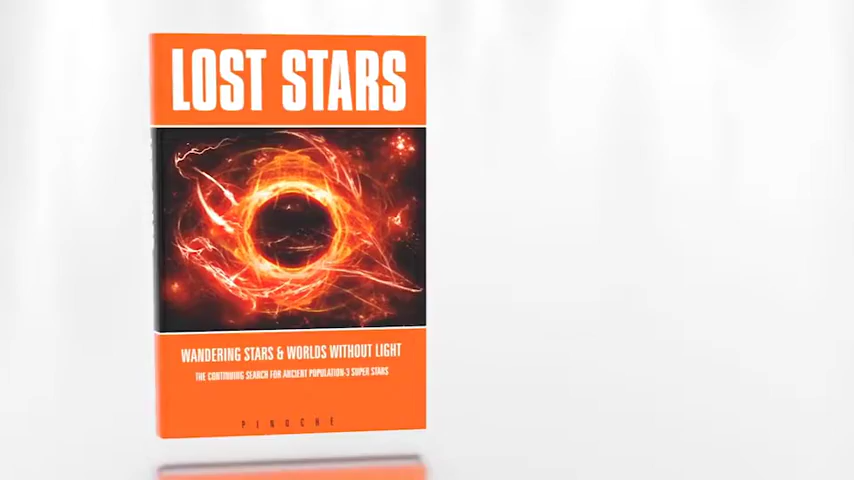 LOST STARS
WANDERING STARS & WORLDS WITHOUT LIGHT
THE CONTINUING SEARCH FOR ANCIENT POPULATION-3 SUPER STARS
PINOCHE